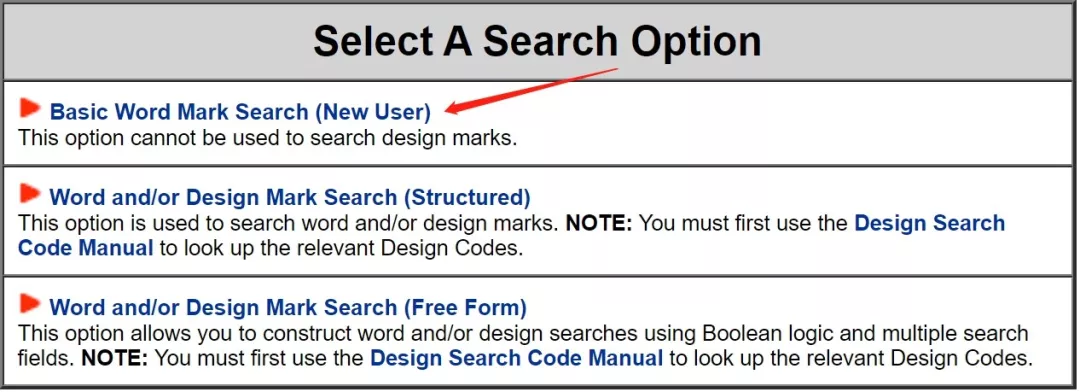 Select A Search Option
Basic Word Mark Search (New User)
This option cannot be used to search design marks.
Word and/or Design Mark Search (Structured)
This option is used to search word and/or design marks. NOTE: You must first use the Design Search
Code Manual to look up the relevant Design Codes.
Word and/or Design Mark Search (Free Form)
This option allows you to construct word and/or design searches using Boolean logic and multiple search
fields. NOTE: You must first use the Design Search Code Manual to look up the relevant Design Codes.